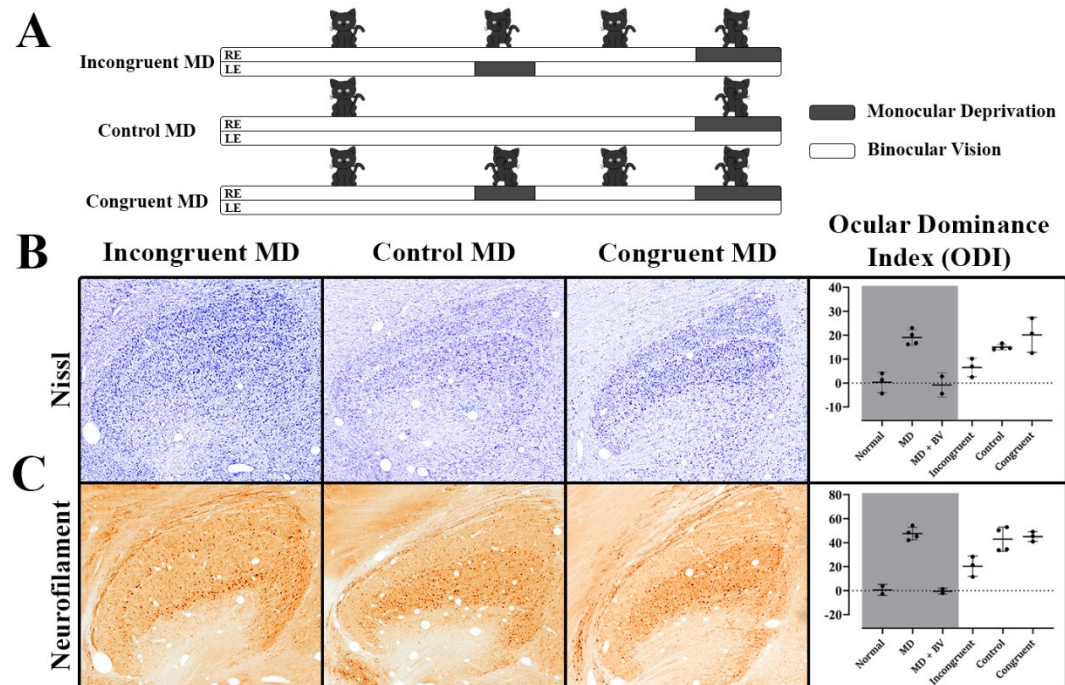 A
Incongruent MD
RE
LE
Control MD
RE
LE
Congruent MD
RE
LE
Monocular Deprivation
Binocular Vision
B
Incongruent MD
Control MD
Congruent MD
Ocular Dominance
Index (ODI)
Nissl
40
30
20
10
0
-10
Normal
MD
MD + BV
Incongruent
Control
Congruent
C
Neurofilament
80
60
40
20
0
-20
Normal
MD
MD + BV
Incongruent
Control
Congruent